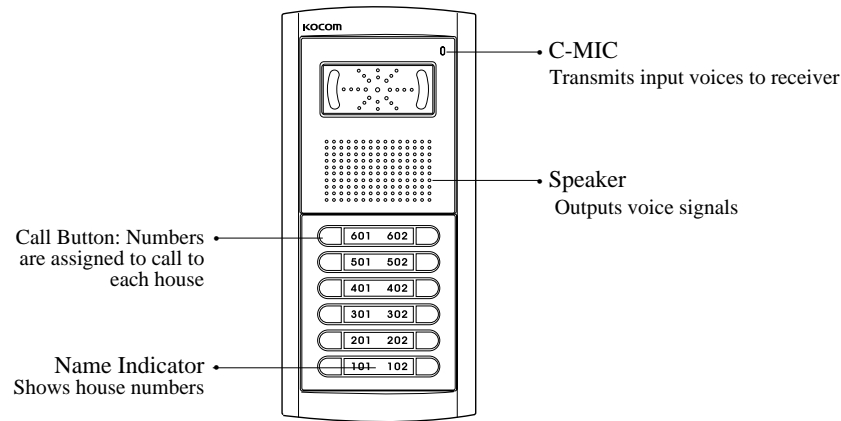 KOCOM
C-MIC
Transmits input voices to receiver
Speaker
Outputs voice signals
Call Button: Numbers
are assigned to call to
each house
601 602
501 502
401 402
301 302
201 202
101 102
Name Indicator
Shows house numbers